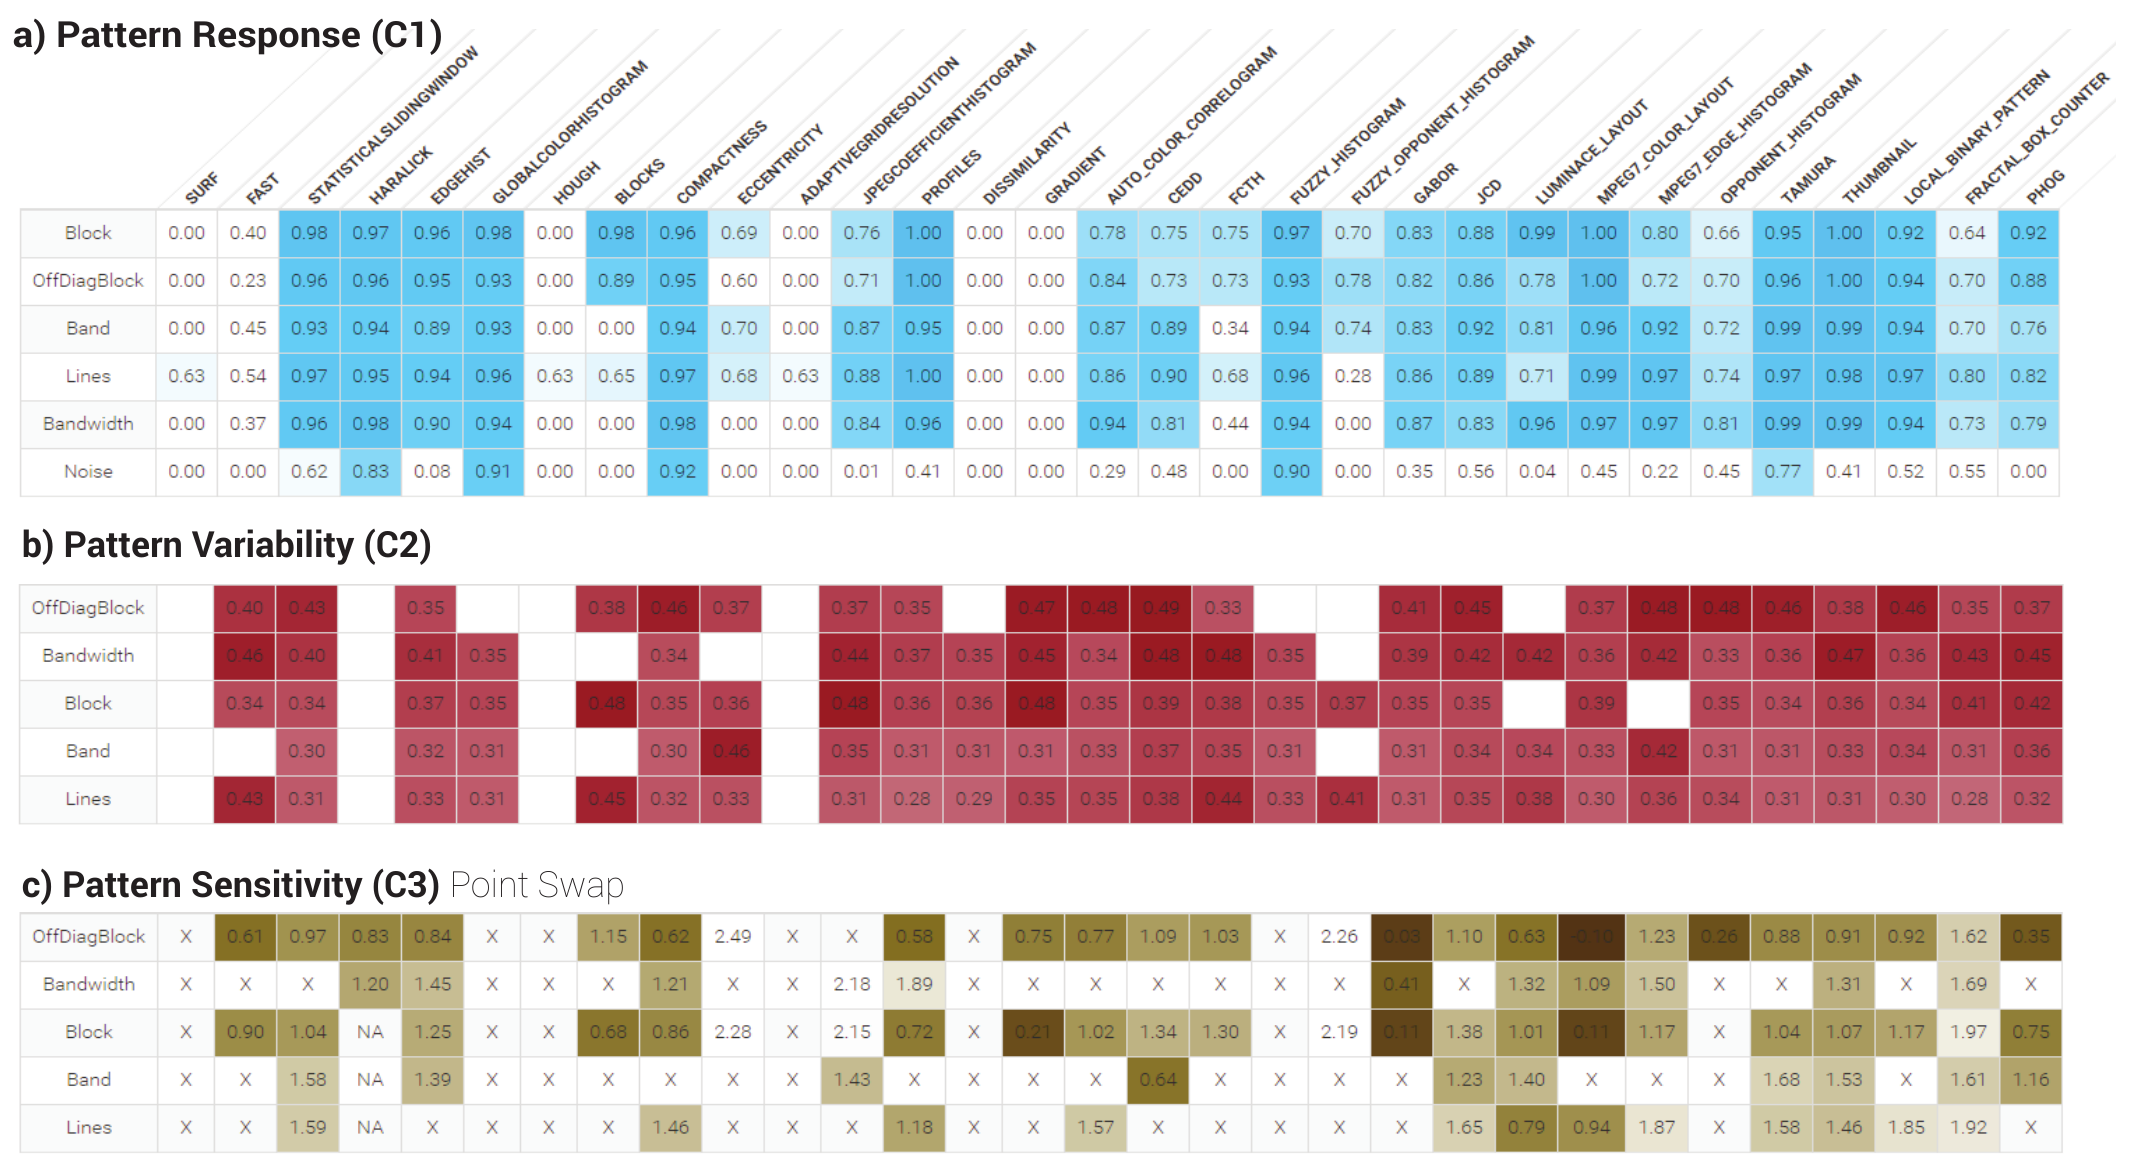 a) Pattern Response (C1)
SURF FAST STATISTICALSLIDINGWINDOW HARALICK EDGEHIST GLOBALCOLORHISTOGRAM HOUGH BLOCKS COMPACTNESS ECCENTRICITY ADAPTIVEGRIDRESOLUTION JPEGCOEFFICIENTHISTOGRAM PROFILES DISSIMILARITY GRADIENT AUTO_COLOR_CORRELOGRAM CEDD FCTH FUZZY_HISTOGRAM FUZZY_OPPONENT_HISTOGRAM GABOR JCD LUMINACE_LAYOUT MPEG7_COLOR_LAYOUT MPEG7_EDGE_HISTOGRAM OPPONENT_HISTOGRAM TAMURA THUMBNAIL LOCAL_BINARY_PATTERN FRACTAL_BOX_COUNTER PHOG
Block 0.00 0.40 0.98 0.97 0.96 0.98 0.00 0.98 0.96 0.69 0.00 0.76 1.00 0.00 0.00 0.78 0.75 0.75 0.97 0.70 0.83 0.88 0.99 1.00 0.80 0.66 0.95 1.00 0.92 0.64 0.92
OffDiagBlock 0.00 0.23 0.96 0.96 0.95 0.93 0.00 0.89 0.95 0.60 0.00 0.71 1.00 0.00 0.00 0.84 0.73 0.73 0.93 0.78 0.82 0.86 0.78 1.00 0.72 0.70 0.96 1.00 0.94 0.70 0.88
Band 0.00 0.45 0.93 0.94 0.89 0.93 0.00 0.00 0.94 0.70 0.00 0.87 0.95 0.00 0.00 0.87 0.89 0.34 0.94 0.74 0.83 0.92 0.81 0.96 0.92 0.72 0.99 0.99 0.94 0.70 0.76
Lines 0.63 0.54 0.97 0.95 0.94 0.96 0.63 0.65 0.97 0.68 0.63 0.88 1.00 0.00 0.00 0.86 0.90 0.68 0.96 0.28 0.86 0.89 0.71 0.99 0.97 0.74 0.97 0.98 0.97 0.80 0.82
Bandwidth 0.00 0.37 0.96 0.98 0.90 0.94 0.00 0.00 0.98 0.00 0.00 0.84 0.96 0.00 0.00 0.94 0.81 0.44 0.94 0.00 0.87 0.83 0.96 0.97 0.97 0.81 0.99 0.99 0.94 0.73 0.79
Noise 0.00 0.00 0.62 0.83 0.08 0.91 0.00 0.00 0.92 0.00 0.00 0.01 0.41 0.00 0.00 0.29 0.48 0.00 0.90 0.00 0.35 0.56 0.04 0.45 0.22 0.45 0.77 0.41 0.52 0.55 0.00
b) Pattern Variability (C2)
OffDiagBlock 0.40 0.43 0.35 0.38 0.46 0.37 0.37 0.35 0.47 0.48 0.49 0.33 0.41 0.45 0.37 0.48 0.48 0.46 0.38 0.46 0.35 0.37
Bandwidth 0.46 0.40 0.41 0.35 0.34 0.44 0.37 0.35 0.45 0.34 0.48 0.48 0.35 0.39 0.42 0.42 0.36 0.42 0.33 0.36 0.47 0.36 0.43 0.45
Block 0.34 0.34 0.37 0.35 0.48 0.35 0.36 0.48 0.36 0.36 0.48 0.35 0.39 0.38 0.35 0.37 0.35 0.35 0.39 0.35 0.34 0.36 0.34 0.41 0.42
Band 0.30 0.32 0.31 0.30 0.46 0.35 0.31 0.31 0.31 0.33 0.37 0.35 0.31 0.31 0.34 0.34 0.33 0.42 0.31 0.31 0.33 0.34 0.31 0.36
Lines 0.43 0.31 0.33 0.31 0.45 0.32 0.33 0.31 0.28 0.29 0.35 0.35 0.38 0.44 0.33 0.41 0.31 0.35 0.38 0.30 0.36 0.34 0.31 0.31 0.30 0.28 0.32
c) Pattern Sensitivity (C3) Point Swap
OffDiagBlock X 0.61 0.97 0.83 0.84 X X 1.15 0.62 2.49 X X 0.58 X 0.75 0.77 1.09 1.03 X 2.26 0.03 1.10 0.63 -0.10 1.23 0.26 0.88 0.91 0.92 1.62 0.35
Bandwidth X X X 1.20 1.45 X X X 1.21 X X 2.18 1.89 X X X X X X X 0.41 X 1.32 1.09 1.50 X X 1.31 X 1.69 X
Block X 0.90 1.04 NA 1.25 X X 0.68 0.86 2.28 X 2.15 0.72 X 0.21 1.02 1.34 1.30 X 2.19 0.11 1.38 1.01 0.11 1.17 X 1.04 1.07 1.17 1.97 0.75
Band X X 1.58 NA 1.39 X X X X X X 1.43 X X X X 0.64 X X X X 1.23 1.40 X X X 1.68 1.53 X 1.61 1.16
Lines X X 1.59 NA X X X X 1.46 X X X 1.18 X X 1.57 X X X X X 1.65 0.79 0.94 1.87 X 1.58 1.46 1.85 1.92 X